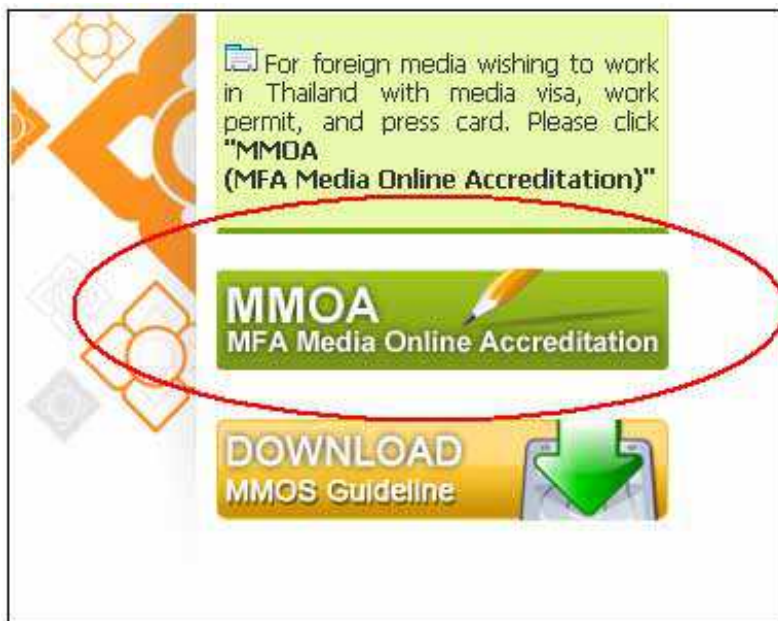 For foreign media wishing to work
in Thailand with media visa, work
permit, and press card. Please click
"MMOA
(MFA Media Online Accreditation)"
MMOA
MFA Media Online Accreditation
DOWNLOAD
MMOS Guideline